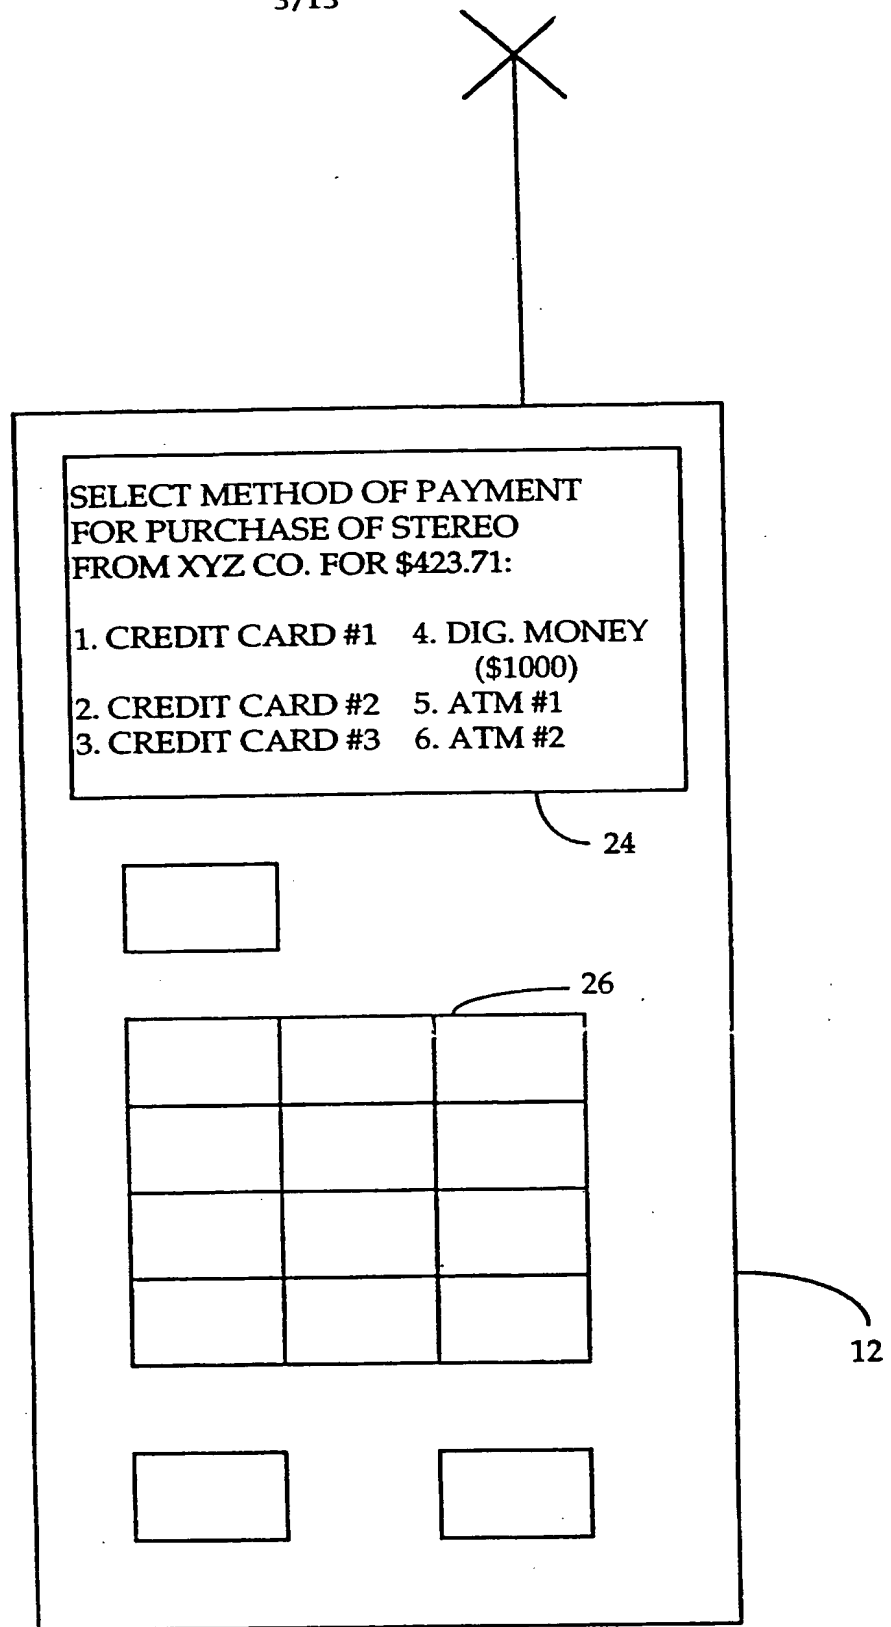 3/13
SELECT METHOD OF PAYMENT
FOR PURCHASE OF STEREO
FROM XYZ CO. FOR $423.71:
1. CREDIT CARD #1 4. DIG. MONEY
($1000)
2. CREDIT CARD #2 5. ATM #1
3. CREDIT CARD #3 6. ATM #2
24
26
12